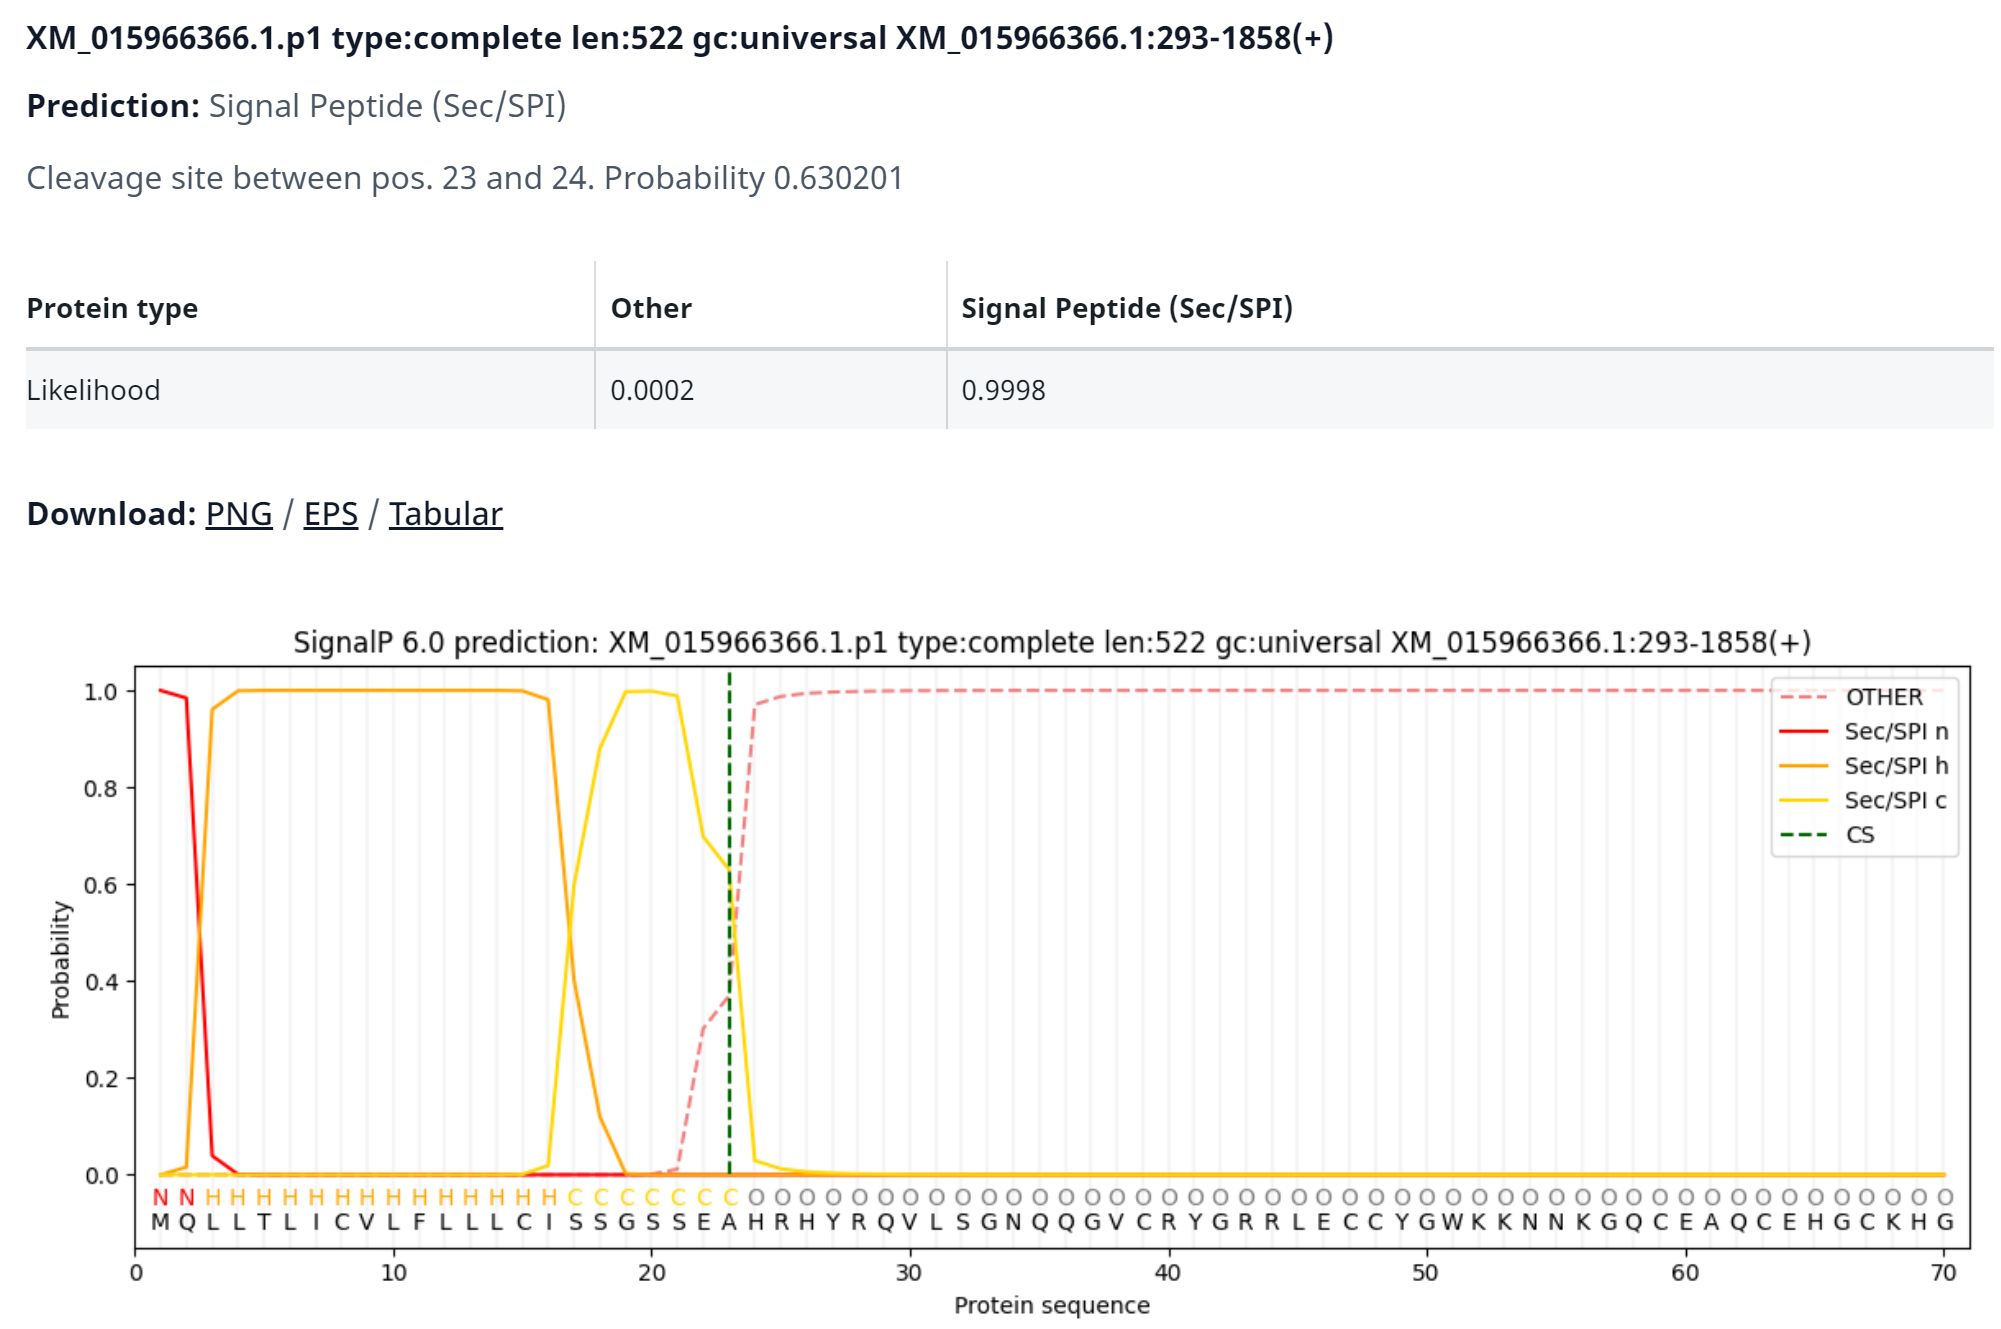 XM_015966366.1.p1 type:complete len:522 gc:universal XM_015966366.1:293-1858(+)
Prediction: Signal Peptide (Sec/SPI)
Cleavage site between pos. 23 and 24. Probability 0.630201
Protein type Other Signal Peptide (Sec/SPI)
Likelihood 0.0002 0.9998
Download: PNG / EPS / Tabular
SignalP 6.0 prediction: XM_015966366.1.p1 type:complete len:522 gc:universal XM_015966366.1:293-1858(+)
1.0
0.8
0.6
0.4
0.2
0.0
Probability
OTHER
Sec/SPI n
Sec/SPI h
Sec/SPI c
CS
N N H H H H H H H H H H H H H H C C C C C C C O O O O O O O O O O O O O O O O O O O O O O O O O O O O O O O O O O O O O O O O O O O O O O O
M Q L L T L I C V L F L L L C I S S G S S E A H R H Y R Q V L S G N Q Q G V C R Y G R R L E C C Y G W K K N N K G Q C E A Q C E H G C K H G
0 10 20 30 40 50 60 70
Protein sequence